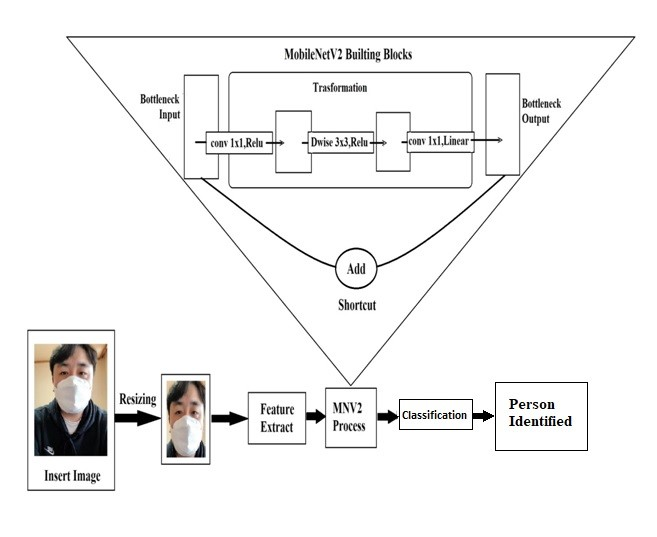 MobileNetV2 Builting Blocks
Trasformation
Bottleneck
Input
conv 1x1,Relu
Dwise 3x3,Relu
conv 1x1,Linear
Bottleneck
Output
Add
Shortcut
Insert Image
Resizing
Feature
Extract
MNV2
Process
Classification
Person
Identified